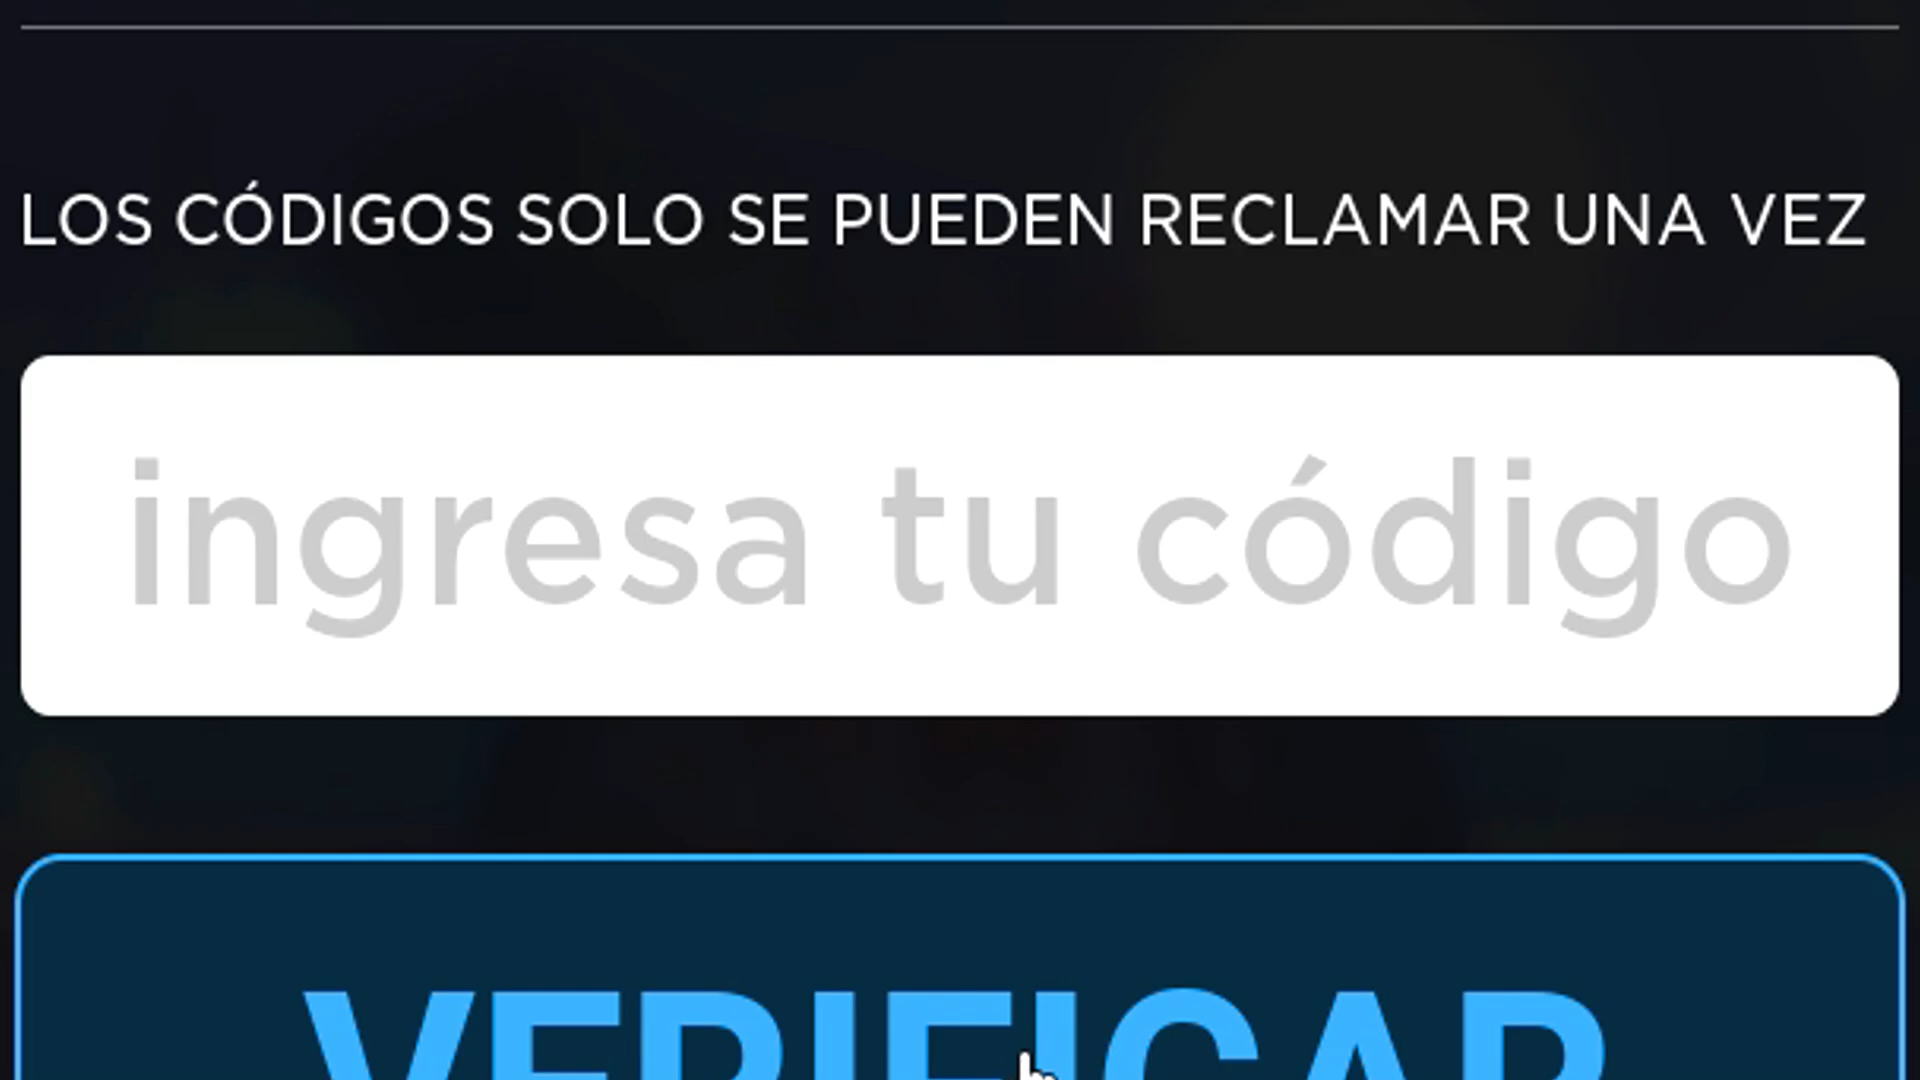 LOS CÓDIGOS SOLO SE PUEDEN RECLAMAR UNA VEZ
ingresa tu código
VERIFICAR